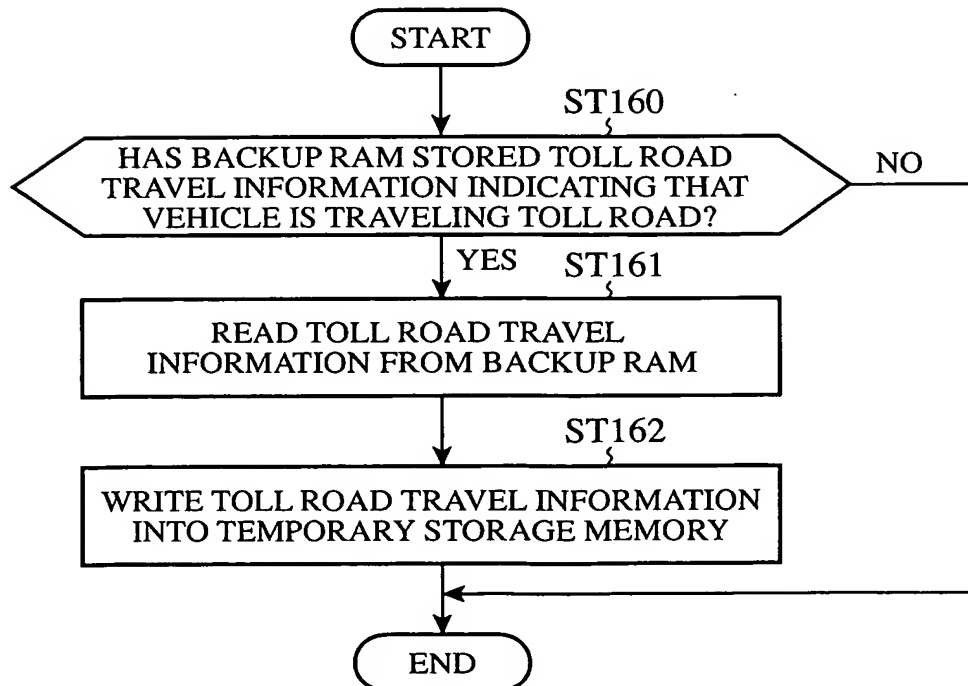 START
ST160
HAS BACKUP RAM STORED TOLL ROAD
TRAVEL INFORMATION INDICATING THAT
VEHICLE IS TRAVELING TOLL ROAD?
NO
YES
ST161
READ TOLL ROAD TRAVEL
INFORMATION FROM BACKUP RAM
ST162
WRITE TOLL ROAD TRAVEL INFORMATION
INTO TEMPORARY STORAGE MEMORY
END